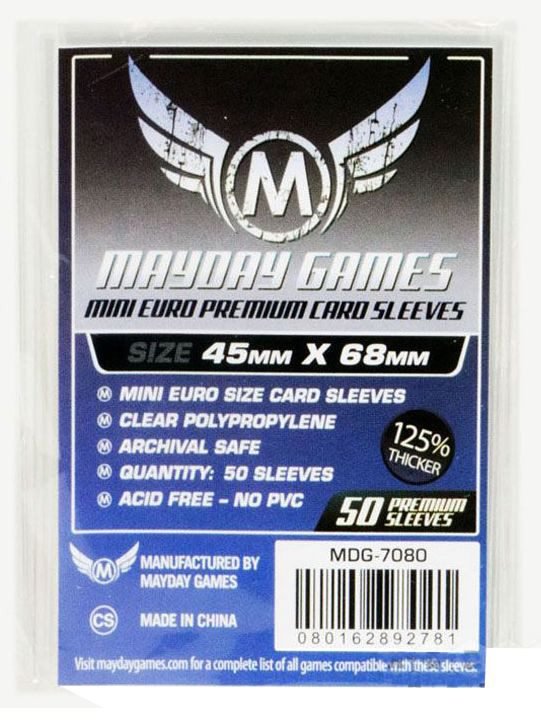 M
MAYDAY GAMES
MINI EURO PREMIUM CARD SLEEVES
SIZE 45MM X 68MM
M MINI EURO SIZE CARD SLEEVES
M CLEAR POLYPROPYLENE
M ARCHIVAL SAFE
M QUANTITY: 50 SLEEVES
M ACID FREE – NO PVC
125%
THICKER
50 PREMIUM
SLEEVES
M MANUFACTURED BY
MAYDAY GAMES
CS MADE IN CHINA
MDG-7080
080162892781
Visit maydaygames.com for a complete list of all games compatible with these sleeves.